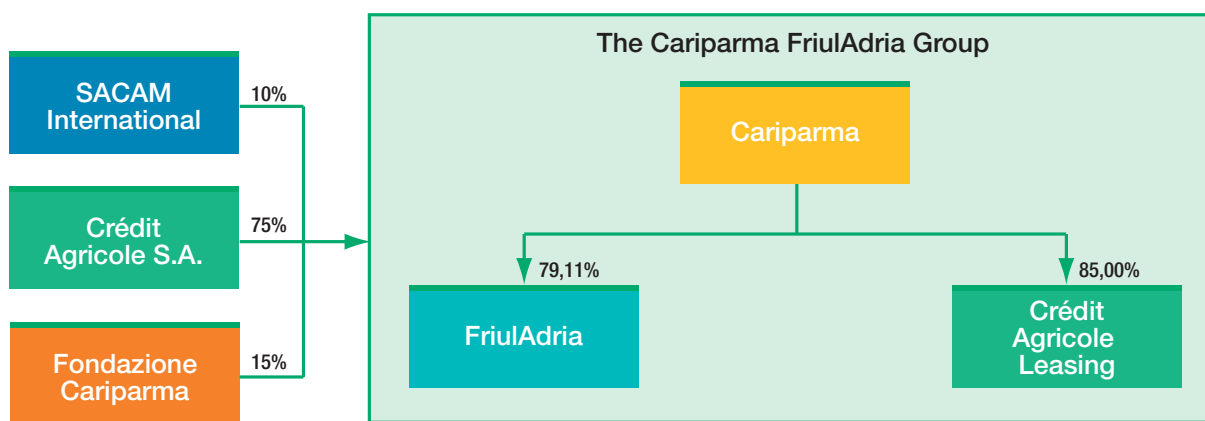 The Cariparma FriulAdria Group
SACAM
International
10%
Cariparma
Crédit
Agricole S.A.
75%
79,11%
85,00%
FriulAdria
Crédit
Agricole
Leasing
Fondazione
Cariparma
15%